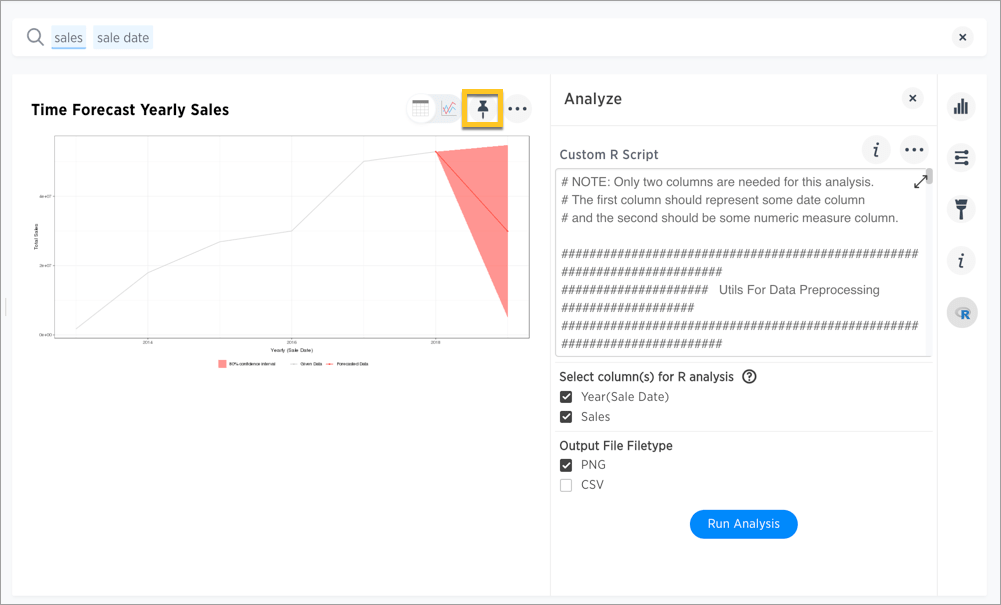 sales sale date
Time Forecast Yearly Sales
Total Sales
4e+07
2e+07
0e+00
2014 2016 2018
Yearly (Sale Date)
80% confidence interval Given Data Forecasted Data
Analyze
Custom R Script
# NOTE: Only two columns are needed for this analysis.
# The first column should represent some date column
# and the second should be some numeric measure column.
##################################################
#######################
##################### Utils For Data Preprocessing
###################
##################################################
#######################
Select column(s) for R analysis ?
Year(Sale Date)
Sales
Output File Filetype
PNG
CSV
Run Analysis
i
i
R